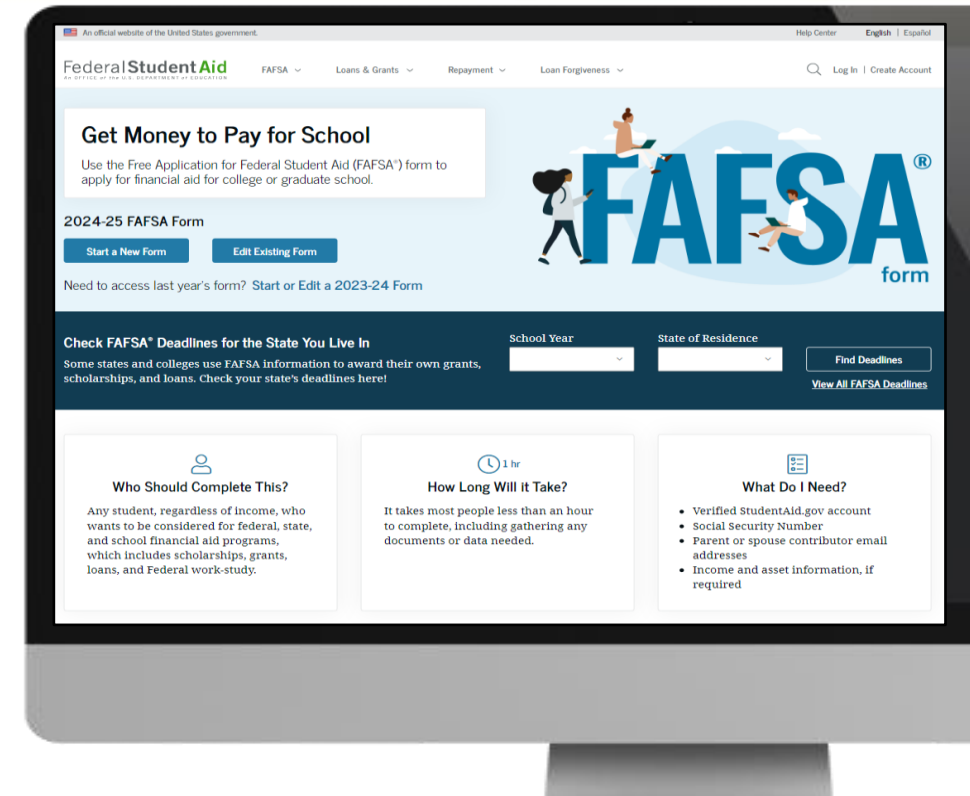 An official website of the United States government.
Help Center English | Español
FederalStudentAid
An OFFICE of the U.S. DEPARTMENT of EDUCATION
FAFSA
Loans & Grants
Repayment
Loan Forgiveness
Log In | Create Account
Get Money to Pay for School
Use the Free Application for Federal Student Aid (FAFSA®) form to
apply for financial aid for college or graduate school.
FAFSA®
form
2024-25 FAFSA Form
Start a New Form
Edit Existing Form
Need to access last year's form? Start or Edit a 2023-24 Form
Check FAFSA® Deadlines for the State You Live In
Some states and colleges use FAFSA information to award their own grants,
scholarships, and loans. Check your state's deadlines here!
School Year
State of Residence
Find Deadlines
View All FAFSA Deadlines
Who Should Complete This?
Any student, regardless of income, who
wants to be considered for federal, state,
and school financial aid programs,
which includes scholarships, grants,
loans, and Federal work-study.
1 hr
How Long Will it Take?
It takes most people less than an hour
to complete, including gathering any
documents or data needed.
What Do I Need?
• Verified StudentAid.gov account
• Social Security Number
• Parent or spouse contributor email
addresses
• Income and asset information, if
required